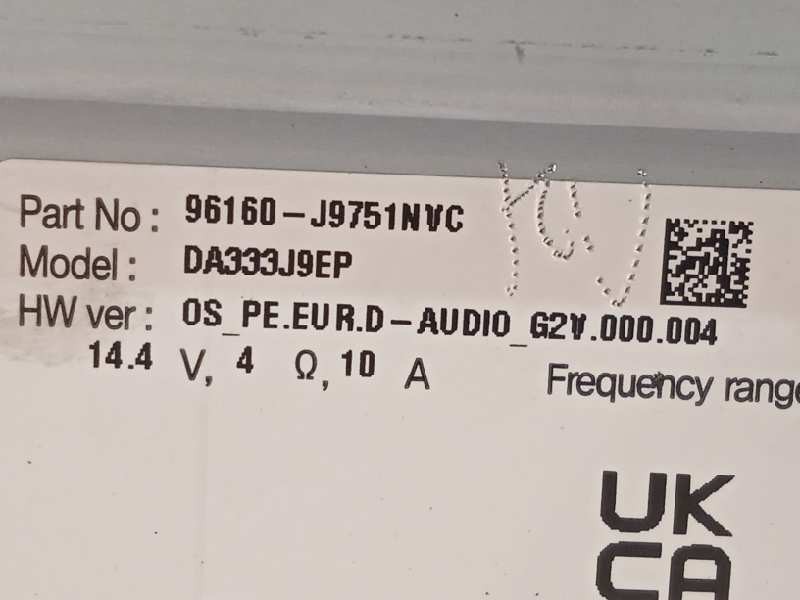 Part No : 96160-J9751NVC
Model : DA333J9EP
HW ver : OS_PE.EUR.D-AUDIO_G2V.000.004
14.4 V, 4 Ω, 10 A
Frequency range
UK
CA